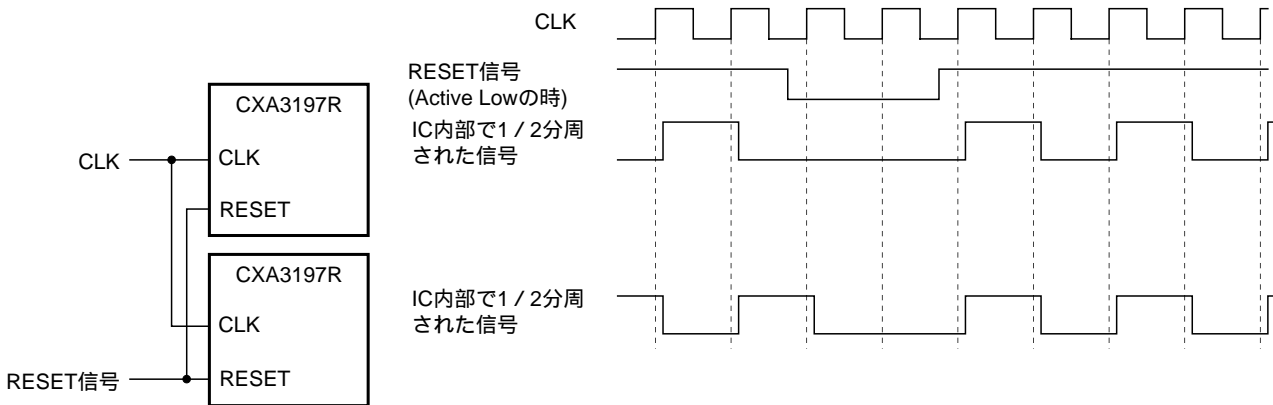 CXA3197R
CLK
CLK
RESET
CXA3197R
CLK
RESET信号
RESET
CLK
RESET信号
(Active Lowの時)
IC内部で1 / 2分周
された信号
IC内部で1 / 2分周
された信号